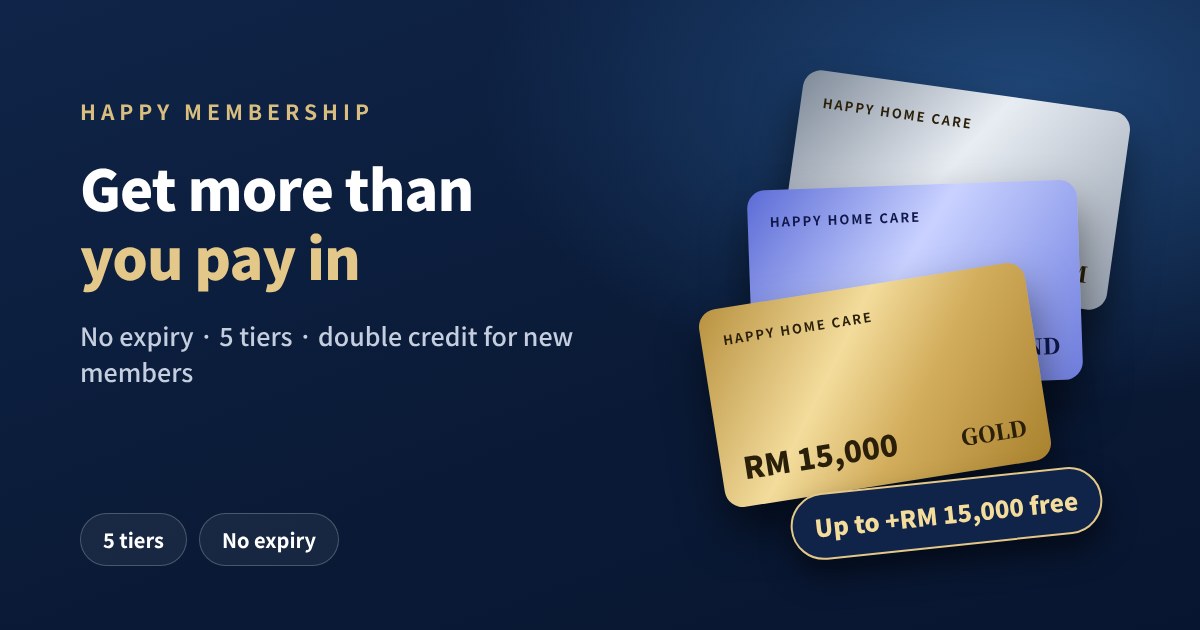 HAPPY MEMBERSHIP
Get more than
you pay in
No expiry · 5 tiers · double credit for new
members
5 tiers
No expiry
HAPPY HOME CARE
HAPPY HOME CARE
HAPPY HOME CARE
RM 15,000
GOLD
Up to +RM 15,000 free